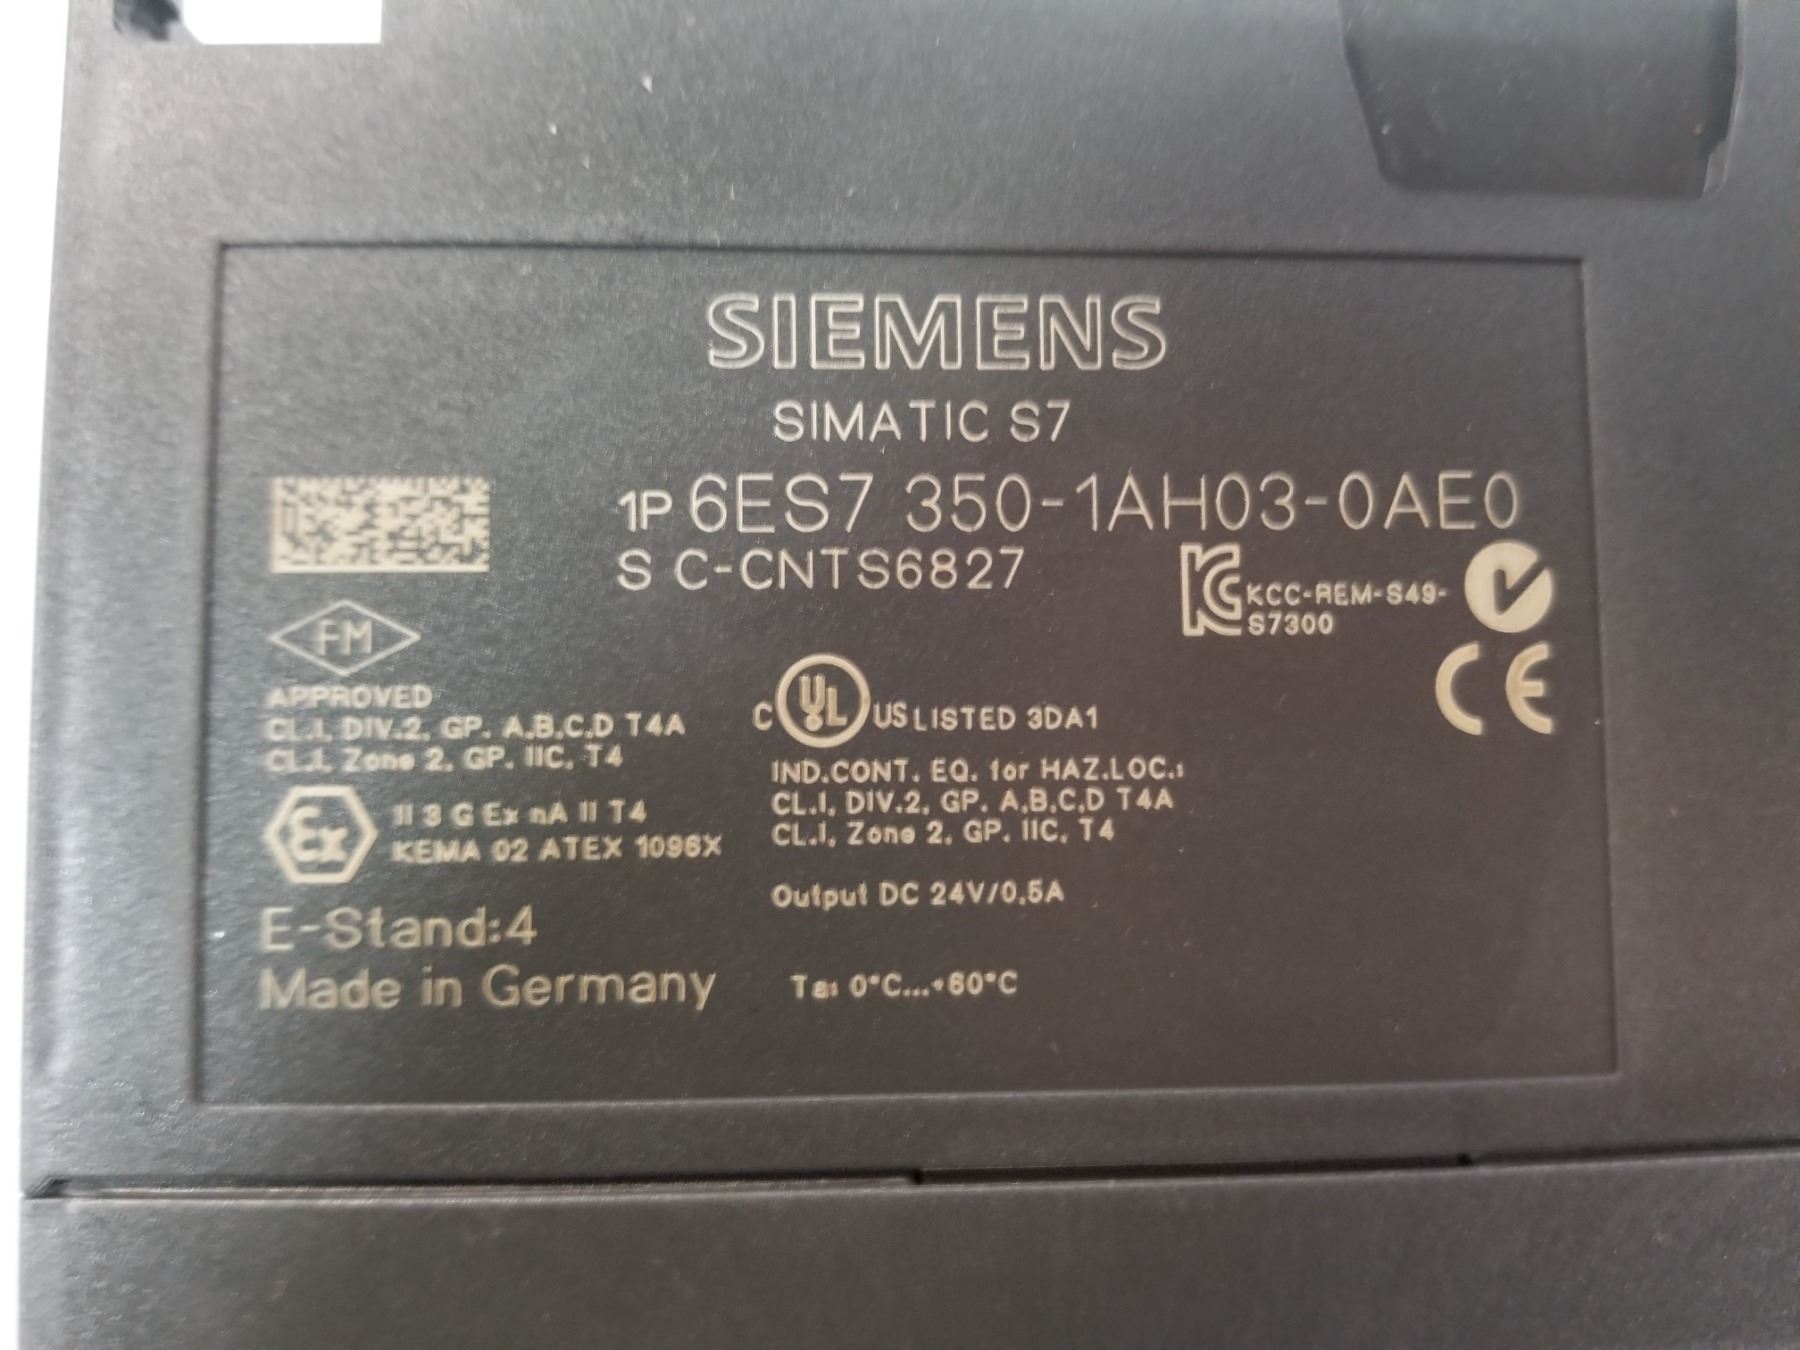 SIEMENS
SIMATIC S7
1P 6ES7 350-1AH03-0AE0
S C-CNTS6827
KCC-REM-S49-
S7300
FM
APPROVED
CL.I, DIV.2, GP. A,B,C,D T4A
CL.I, Zone 2, GP. IIC, T4
C UL US LISTED 3DA1
CE
IND.CONT. EQ. for HAZ.LOC.:
CL.I, DIV.2, GP. A,B,C,D T4A
CL.I, Zone 2, GP. IIC, T4
Ex II 3 G Ex nA II T4
KEMA 02 ATEX 1096X
Output DC 24V/0,5A
E-Stand:4
Made in Germany
Ta: 0°C...+60°C